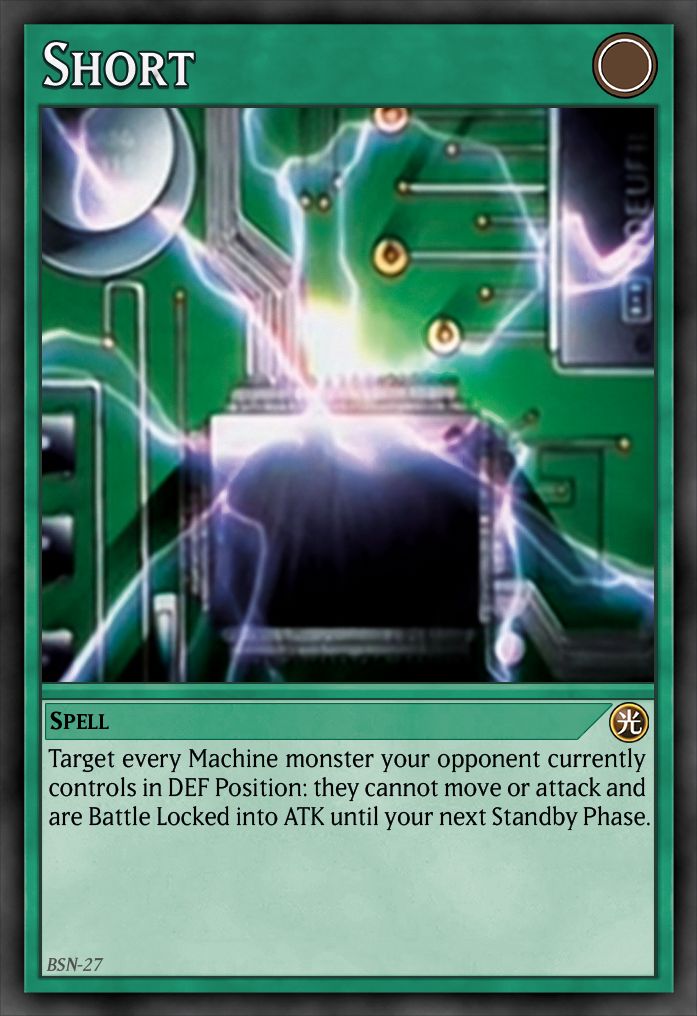 Short
Spell
光
Target every Machine monster your opponent currently
controls in DEF Position: they cannot move or attack and
are Battle Locked into ATK until your next Standby Phase.
BSN-27